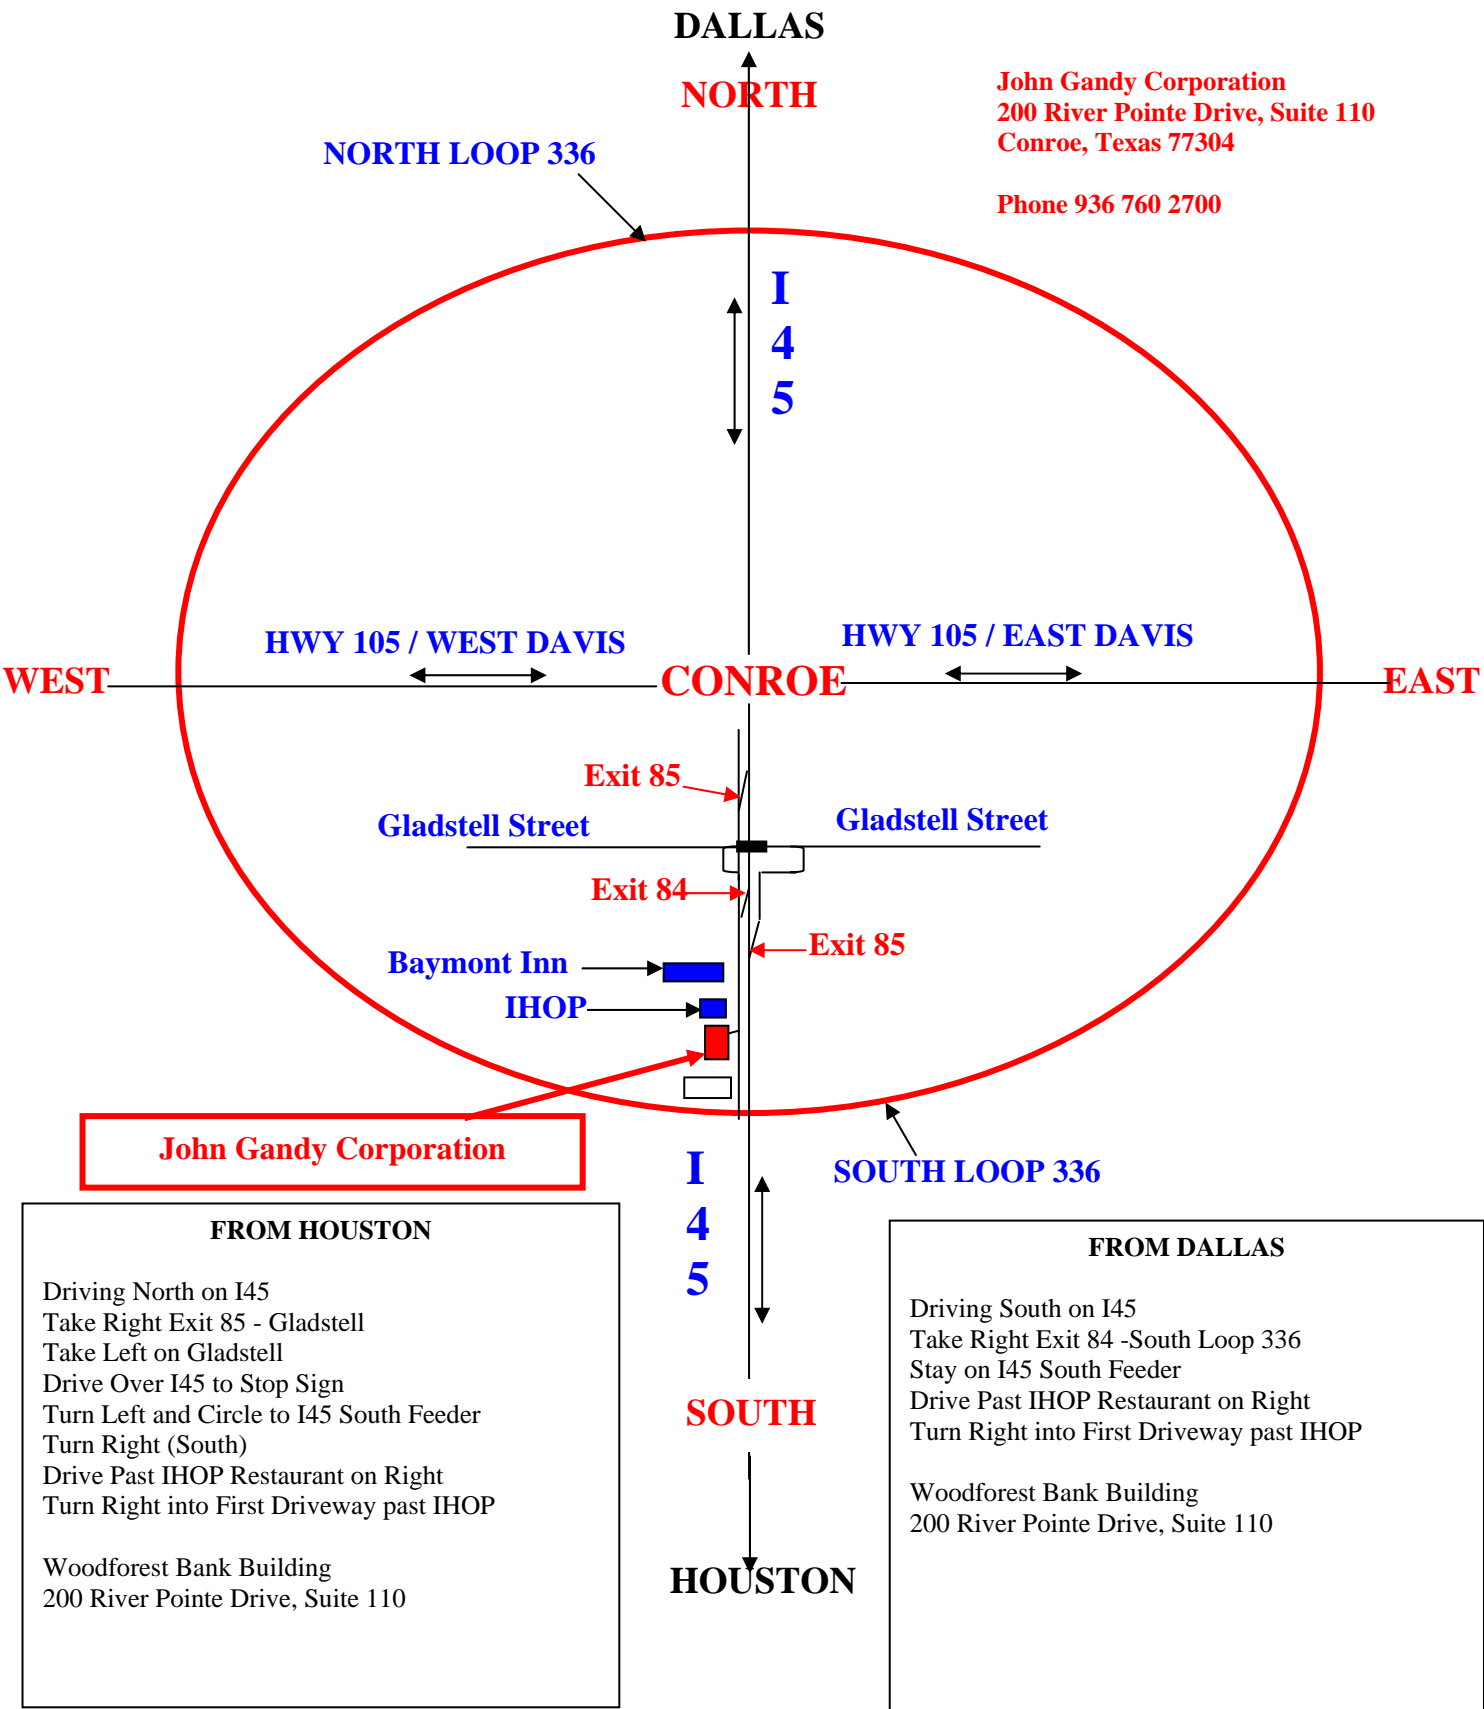 DALLAS
NORTH
John Gandy Corporation
200 River Pointe Drive, Suite 110
Conroe, Texas 77304
Phone 936 760 2700
NORTH LOOP 336
I
4
5
HWY 105 / WEST DAVIS
HWY 105 / EAST DAVIS
WEST
CONROE
EAST
Exit 85
Gladstell Street
Gladstell Street
Exit 84
Exit 85
Baymont Inn
IHOP
John Gandy Corporation
I
4
5
SOUTH LOOP 336
FROM HOUSTON
Driving North on I45
Take Right Exit 85 - Gladstell
Take Left on Gladstell
Drive Over I45 to Stop Sign
Turn Left and Circle to I45 South Feeder
Turn Right (South)
Drive Past IHOP Restaurant on Right
Turn Right into First Driveway past IHOP
Woodforest Bank Building
200 River Pointe Drive, Suite 110
FROM DALLAS
Driving South on I45
Take Right Exit 84 -South Loop 336
Stay on I45 South Feeder
Drive Past IHOP Restaurant on Right
Turn Right into First Driveway past IHOP
Woodforest Bank Building
200 River Pointe Drive, Suite 110
SOUTH
HOUSTON